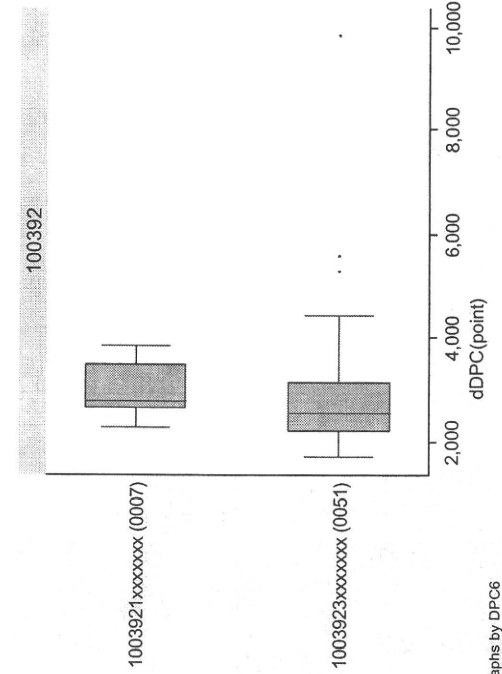 100392
1003921xxxxxxx (0007)
1003923xxxxxxx (0051)
2,000 4,000 6,000 8,000 10,000
dDPC(point)
aphs by DPC6